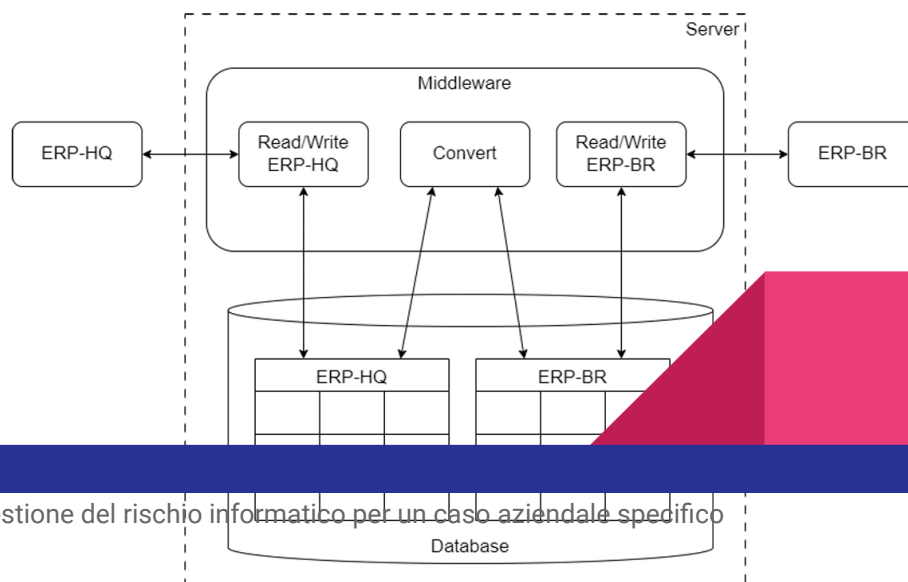 Server
Middleware
ERP-HQ
Read/Write
ERP-HQ
Convert
Read/Write
ERP-BR
ERP-BR
ERP-HQ
ERP-BR
stione del rischio informatico per un caso aziendale specifico
Database